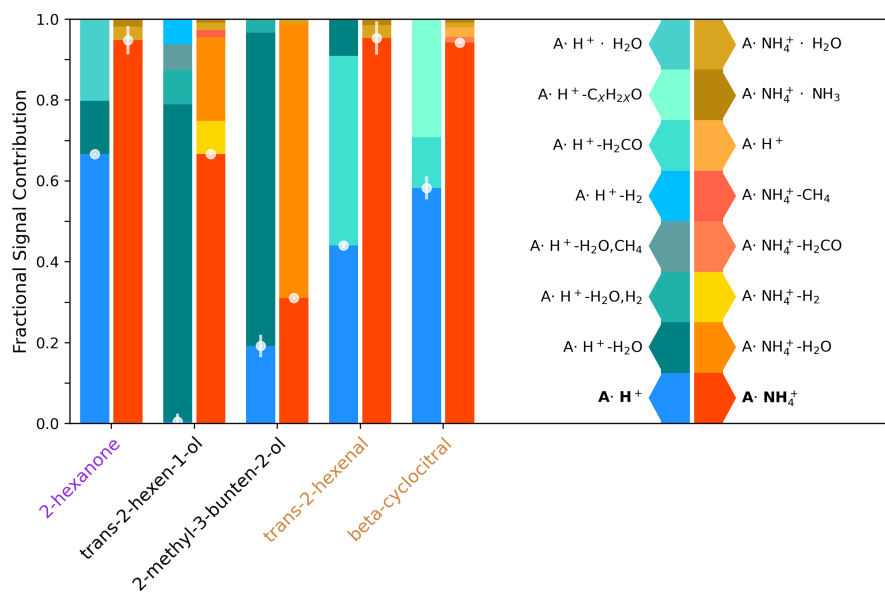 Fractional Signal Contribution
1.0
0.8
0.6
0.4
0.2
0.0
2-hexanone
trans-2-hexen-1-ol
2-methyl-3-bunten-2-ol
trans-2-hexenal
beta-cyclocitral
A· H⁺ · H₂O
A· NH₄⁺ · H₂O
A· H⁺-CₓH₂ₓO
A· NH₄⁺ · NH₃
A· H⁺-H₂CO
A· H⁺
A· H⁺-H₂
A· NH₄⁺-CH₄
A· H⁺-H₂O,CH₄
A· NH₄⁺-H₂CO
A· H⁺-H₂O,H₂
A· NH₄⁺-H₂
A· H⁺-H₂O
A· NH₄⁺-H₂O
A· H⁺
A· NH₄⁺